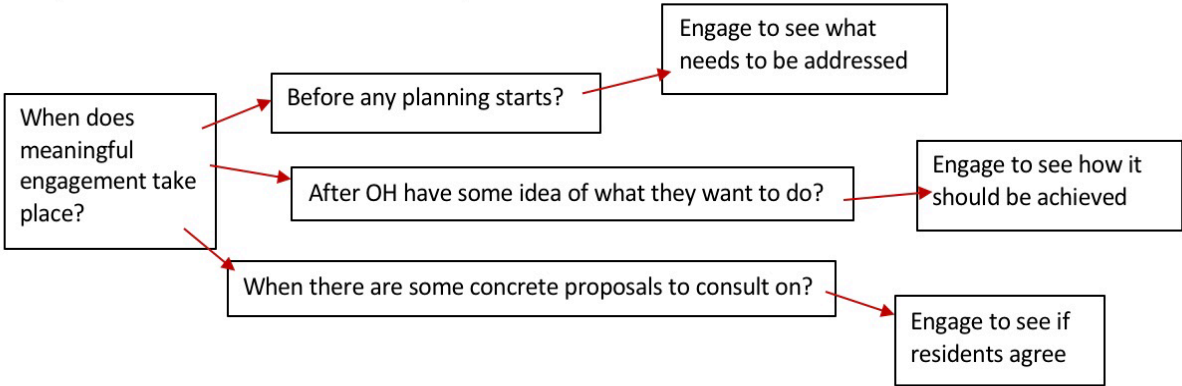 When does
meaningful
engagement take
place?
Before any planning starts?
Engage to see what
needs to be addressed
After OH have some idea of what they want to do?
Engage to see how it
should be achieved
When there are some concrete proposals to consult on?
Engage to see if
residents agree